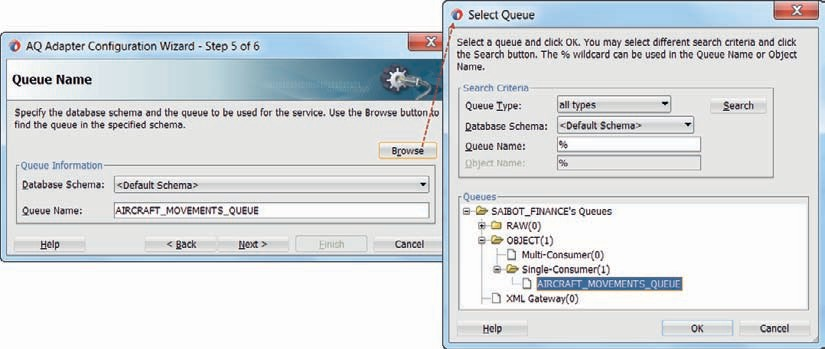 AQ Adapter Configuration Wizard - Step 5 of 6
Queue Name
Specify the database schema and the queue to be used for the service. Use the Browse button to
find the queue in the specified schema.
Browse
Queue Information
Database Schema: <Default Schema>
Queue Name: AIRCRAFT_MOVEMENTS_QUEUE
Help < Back Next > Finish Cancel
Select Queue
Select a queue and click OK. You may select different search criteria and click
the Search button. The % wildcard can be used in the Queue Name or Object
Name.
Search Criteria
Queue Type: all types Search
Database Schema: <Default Schema>
Queue Name: %
Object Name: %
Queues
SAIBOT_FINANCE's Queues
RAW(0)
OBJECT(1)
Multi-Consumer(0)
Single-Consumer(1)
AIRCRAFT_MOVEMENTS_QUEUE
XML Gateway(0)
Help OK Cancel